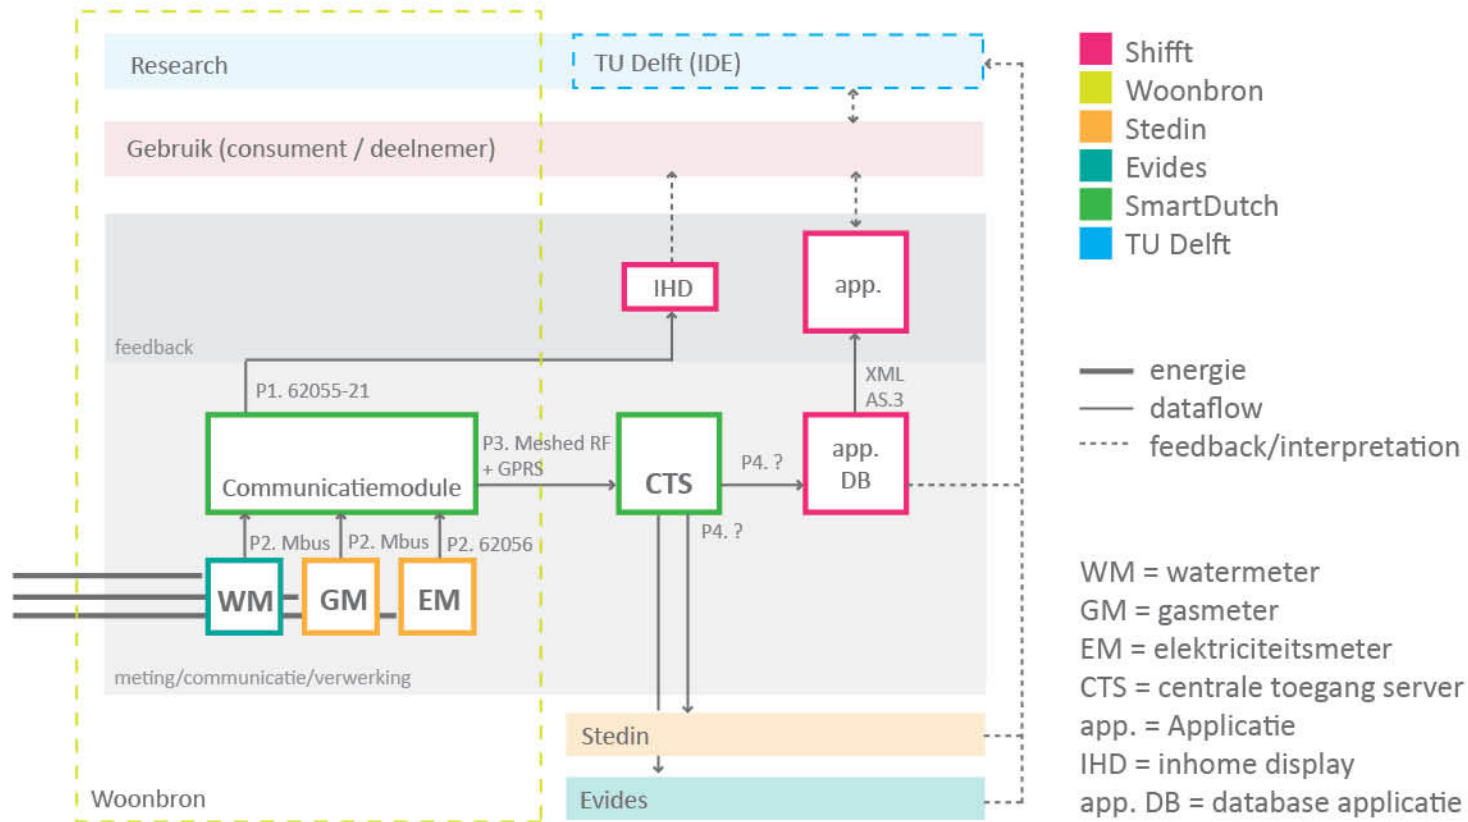 Research
TU Delft (IDE)
Gebruik (consument / deelnemer)
IHD
app.
feedback
P1. 62055-21
XML
AS.3
Communicatiemodule
P3. Meshed RF
+ GPRS
CTS
P4. ?
app.
DB
P4. ?
P2. Mbus
P2. Mbus
P2. 62056
WM
GM
EM
meting/communicatie/verwerking
Stedin
Evides
Woonbron
Shifft
Woonbron
Stedin
Evides
SmartDutch
TU Delft
energie
dataflow
feedback/interpretation
WM = watermeter
GM = gasmeter
EM = elektriciteitsmeter
CTS = centrale toegang server
app. = Applicatie
IHD = inhome display
app. DB = database applicatie